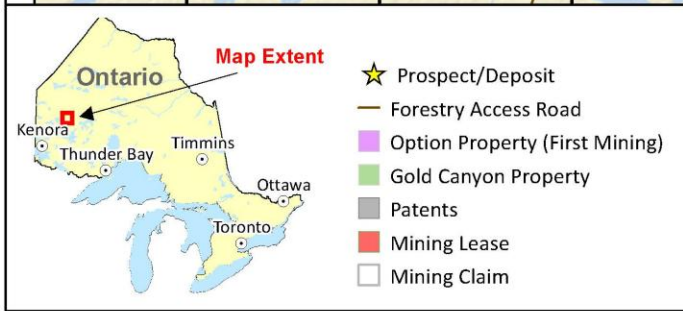 Map Extent
Ontario
Kenora
Thunder Bay
Timmins
Ottawa
Toronto
Prospect/Deposit
Forestry Access Road
Option Property (First Mining)
Gold Canyon Property
Patents
Mining Lease
Mining Claim